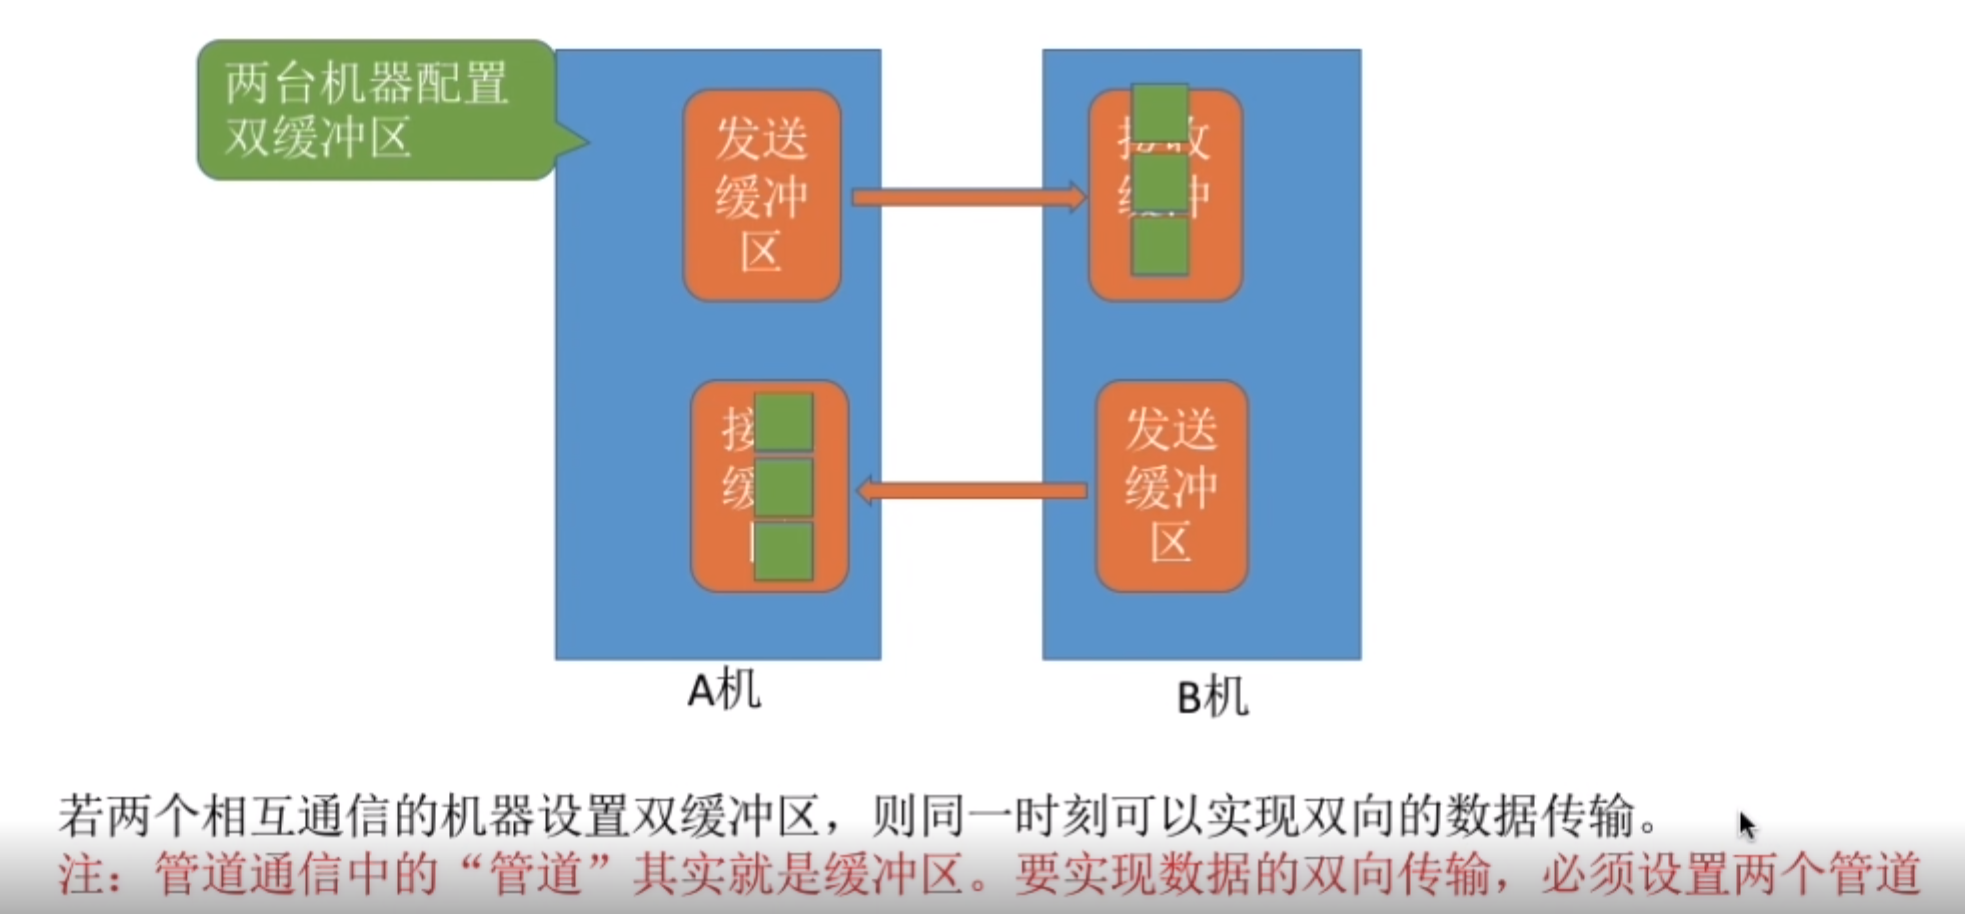 两台机器配置
双缓冲区
发送
缓冲
区
收
发送
缓冲
区
A机
B机
若两个相互通信的机器设置双缓冲区，则同一时刻可以实现双向的数据传输。
注：管道通信中的“管道”其实就是缓冲区。要实现数据的双向传输，必须设置两个管道